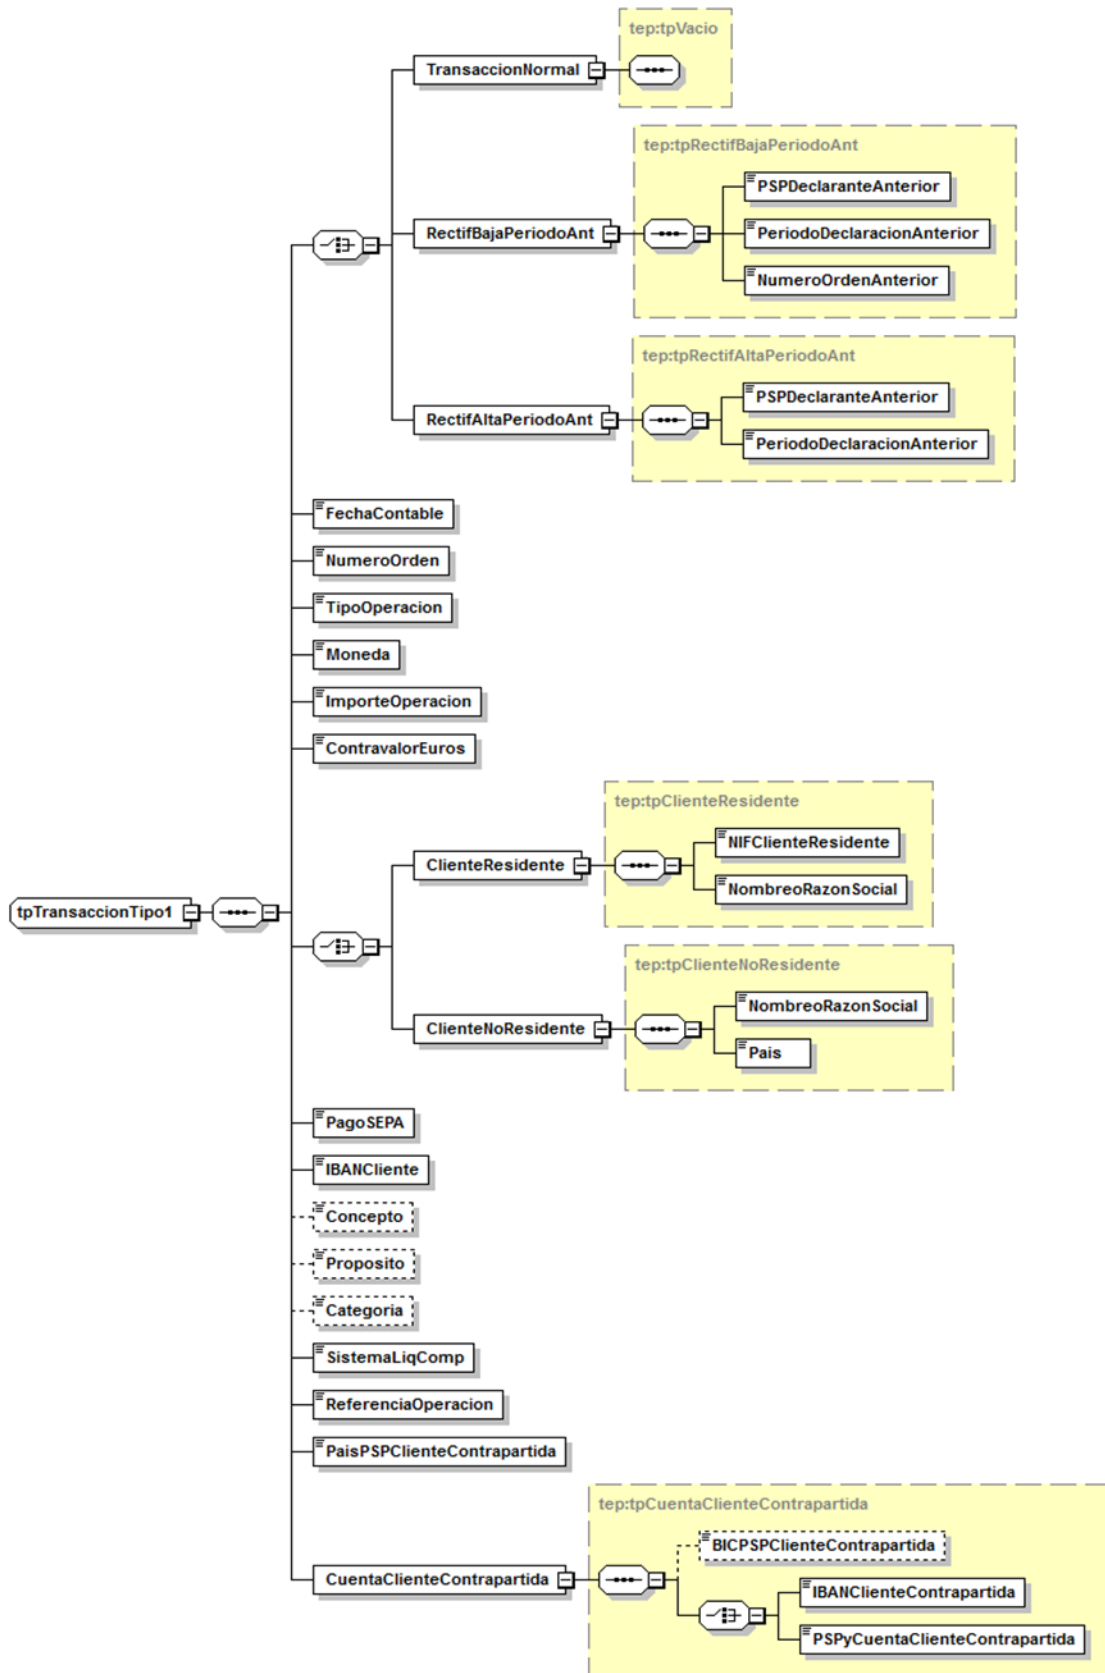 tep:tpVacio
TransaccionNormal
tep:tpRectifBajaPeriodoAnt
PSPDeclaranteAnterior
RectifBajaPeriodoAnt
PeriodoDeclaracionAnterior
NumeroOrdenAnterior
tep:tpRectifAltaPeriodoAnt
PSPDeclaranteAnterior
RectifAltaPeriodoAnt
PeriodoDeclaracionAnterior
FechaContable
NumeroOrden
TipoOperacion
Moneda
ImporteOperacion
ContravalorEuros
tep:tpClienteResidente
NIFClienteResidente
ClienteResidente
NombreoRazonSocial
tpTransaccionTipo1
tep:tpClienteNoResidente
NombreoRazonSocial
ClienteNoResidente
Pais
PagoSEPA
IBANCliente
Concepto
Proposito
Categoria
SistemaLiqComp
ReferenciaOperacion
PaisPSPClienteContrapartida
tep:tpCuentaClienteContrapartida
BICPSPClienteContrapartida
CuentaClienteContrapartida
IBANClienteContrapartida
PSPyCuentaClienteContrapartida